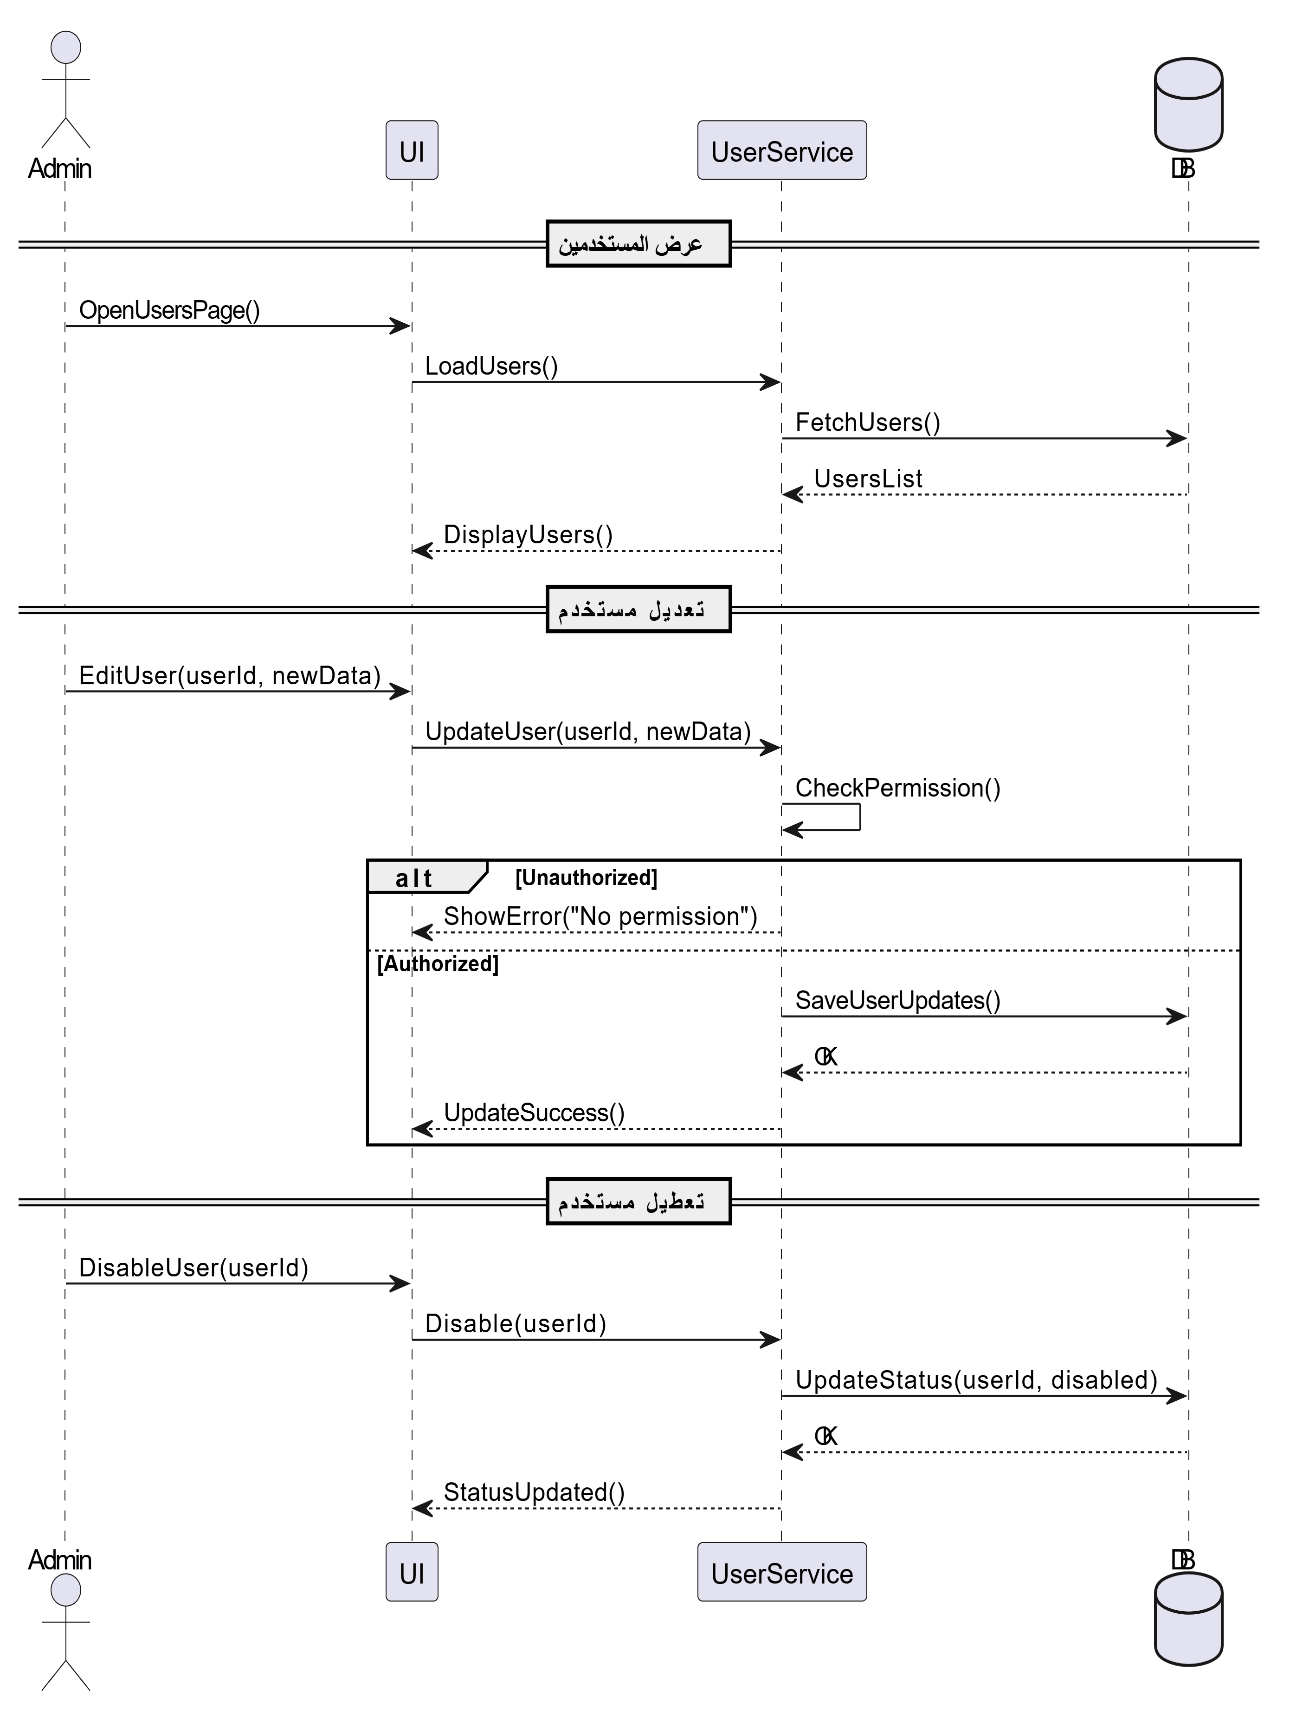 Admin
UI
UserService
DB
عرض المستخدمين
OpenUsersPage()
LoadUsers()
FetchUsers()
UsersList
DisplayUsers()
تعديل مستخدم
EditUser(userId, newData)
UpdateUser(userId, newData)
CheckPermission()
alt [Unauthorized]
ShowError("No permission")
[Authorized]
SaveUserUpdates()
OK
UpdateSuccess()
تعطيل مستخدم
DisableUser(userId)
Disable(userId)
UpdateStatus(userId, disabled)
OK
StatusUpdated()
Admin
UI
UserService
DB